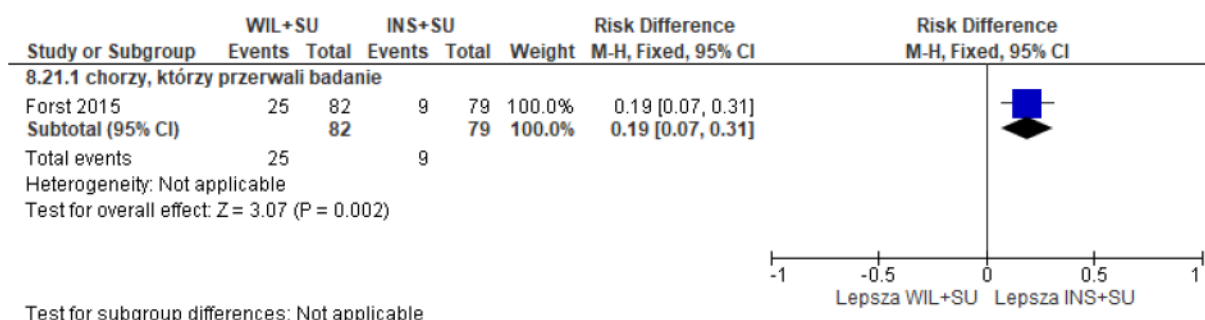 WIL+SU INS+SU Risk Difference Risk Difference
Study or Subgroup Events Total Events Total Weight M-H, Fixed, 95% CI M-H, Fixed, 95% CI
8.21.1 chorzy, którzy przerwali badanie
Forst 2015 25 82 9 79 100.0% 0.19 [0.07, 0.31]
Subtotal (95% CI) 82 79 100.0% 0.19 [0.07, 0.31]
Total events 25 9
Heterogeneity: Not applicable
Test for overall effect: Z = 3.07 (P = 0.002)
-1 -0.5 0 0.5 1
Lepsza WIL+SU Lepsza INS+SU
Test for subgroup differences: Not applicable